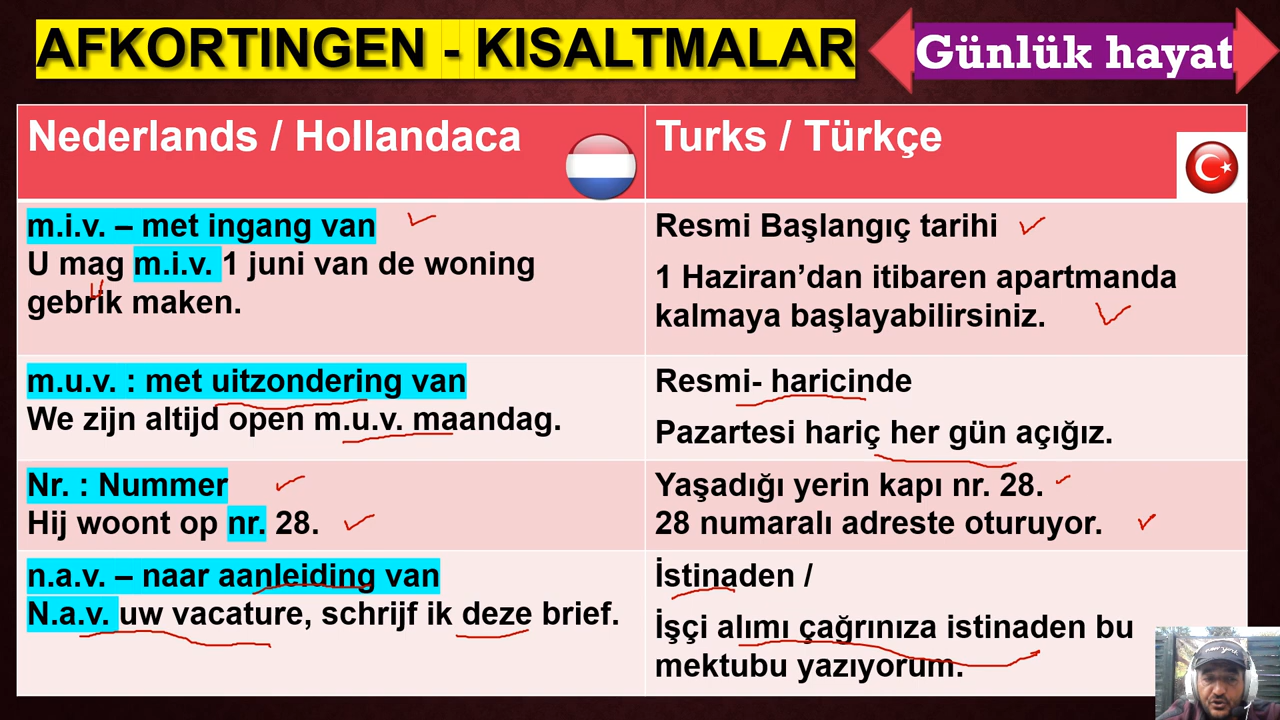 AFKORTINGEN - KISALTMALAR
Günlük hayat
Nederlands / Hollandaca
Turks / Türkçe
m.i.v. – met ingang van
U mag m.i.v. 1 juni van de woning
gebrik maken.
u
Resmi Başlangıç tarihi
1 Haziran’dan itibaren apartmanda
kalmaya başlayabilirsiniz.
m.u.v. : met uitzondering van
We zijn altijd open m.u.v. maandag.
Resmi- haricinde
Pazartesi hariç her gün açığız.
Nr. : Nummer
Hij woont op nr. 28.
Yaşadığı yerin kapı nr. 28.
28 numaralı adreste oturuyor.
n.a.v. – naar aanleiding van
N.a.v. uw vacature, schrijf ik deze brief.
İstinaden /
İşçi alımı çağrınıza istinaden bu
mektubu yazıyorum.
new york